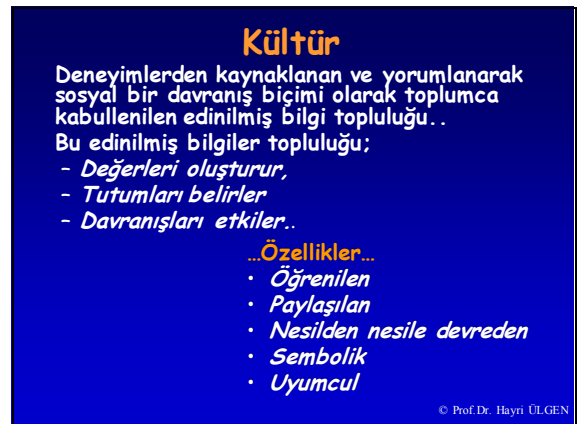 Kültür
Deneyimlerden kaynaklanan ve yorumlanarak
sosyal bir davranış biçimi olarak toplumca
kabullenilen edinilmiş bilgi topluluğu..
Bu edinilmiş bilgiler topluluğu;
– Değerleri oluşturur,
– Tutumları belirler
– Davranışları etkiler..
…Özellikler…
• Öğrenilen
• Paylaşılan
• Nesilden nesile devreden
• Sembolik
• Uyumcul
© Prof.Dr. Hayri ÜLGEN